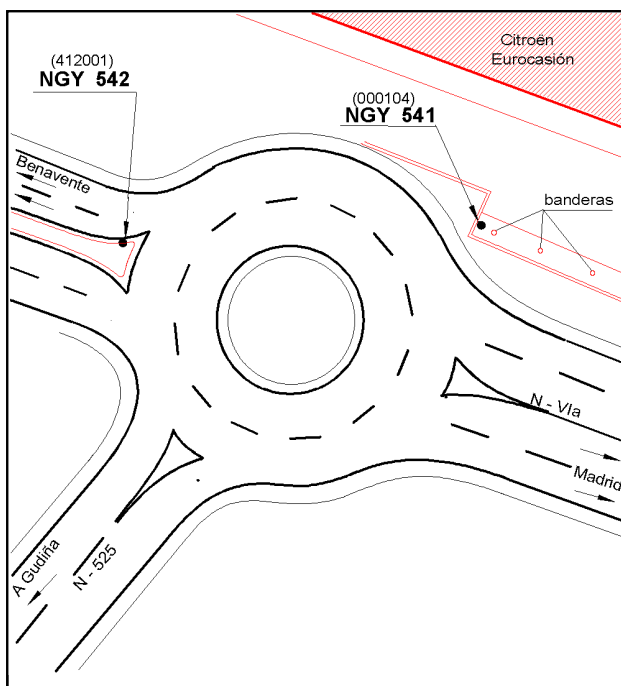 Citroën
Eurocasión
(412001)
NGY 542
(000104)
NGY 541
Benavente
banderas
N - VIa
Madrid
A Gudiña
N - 525